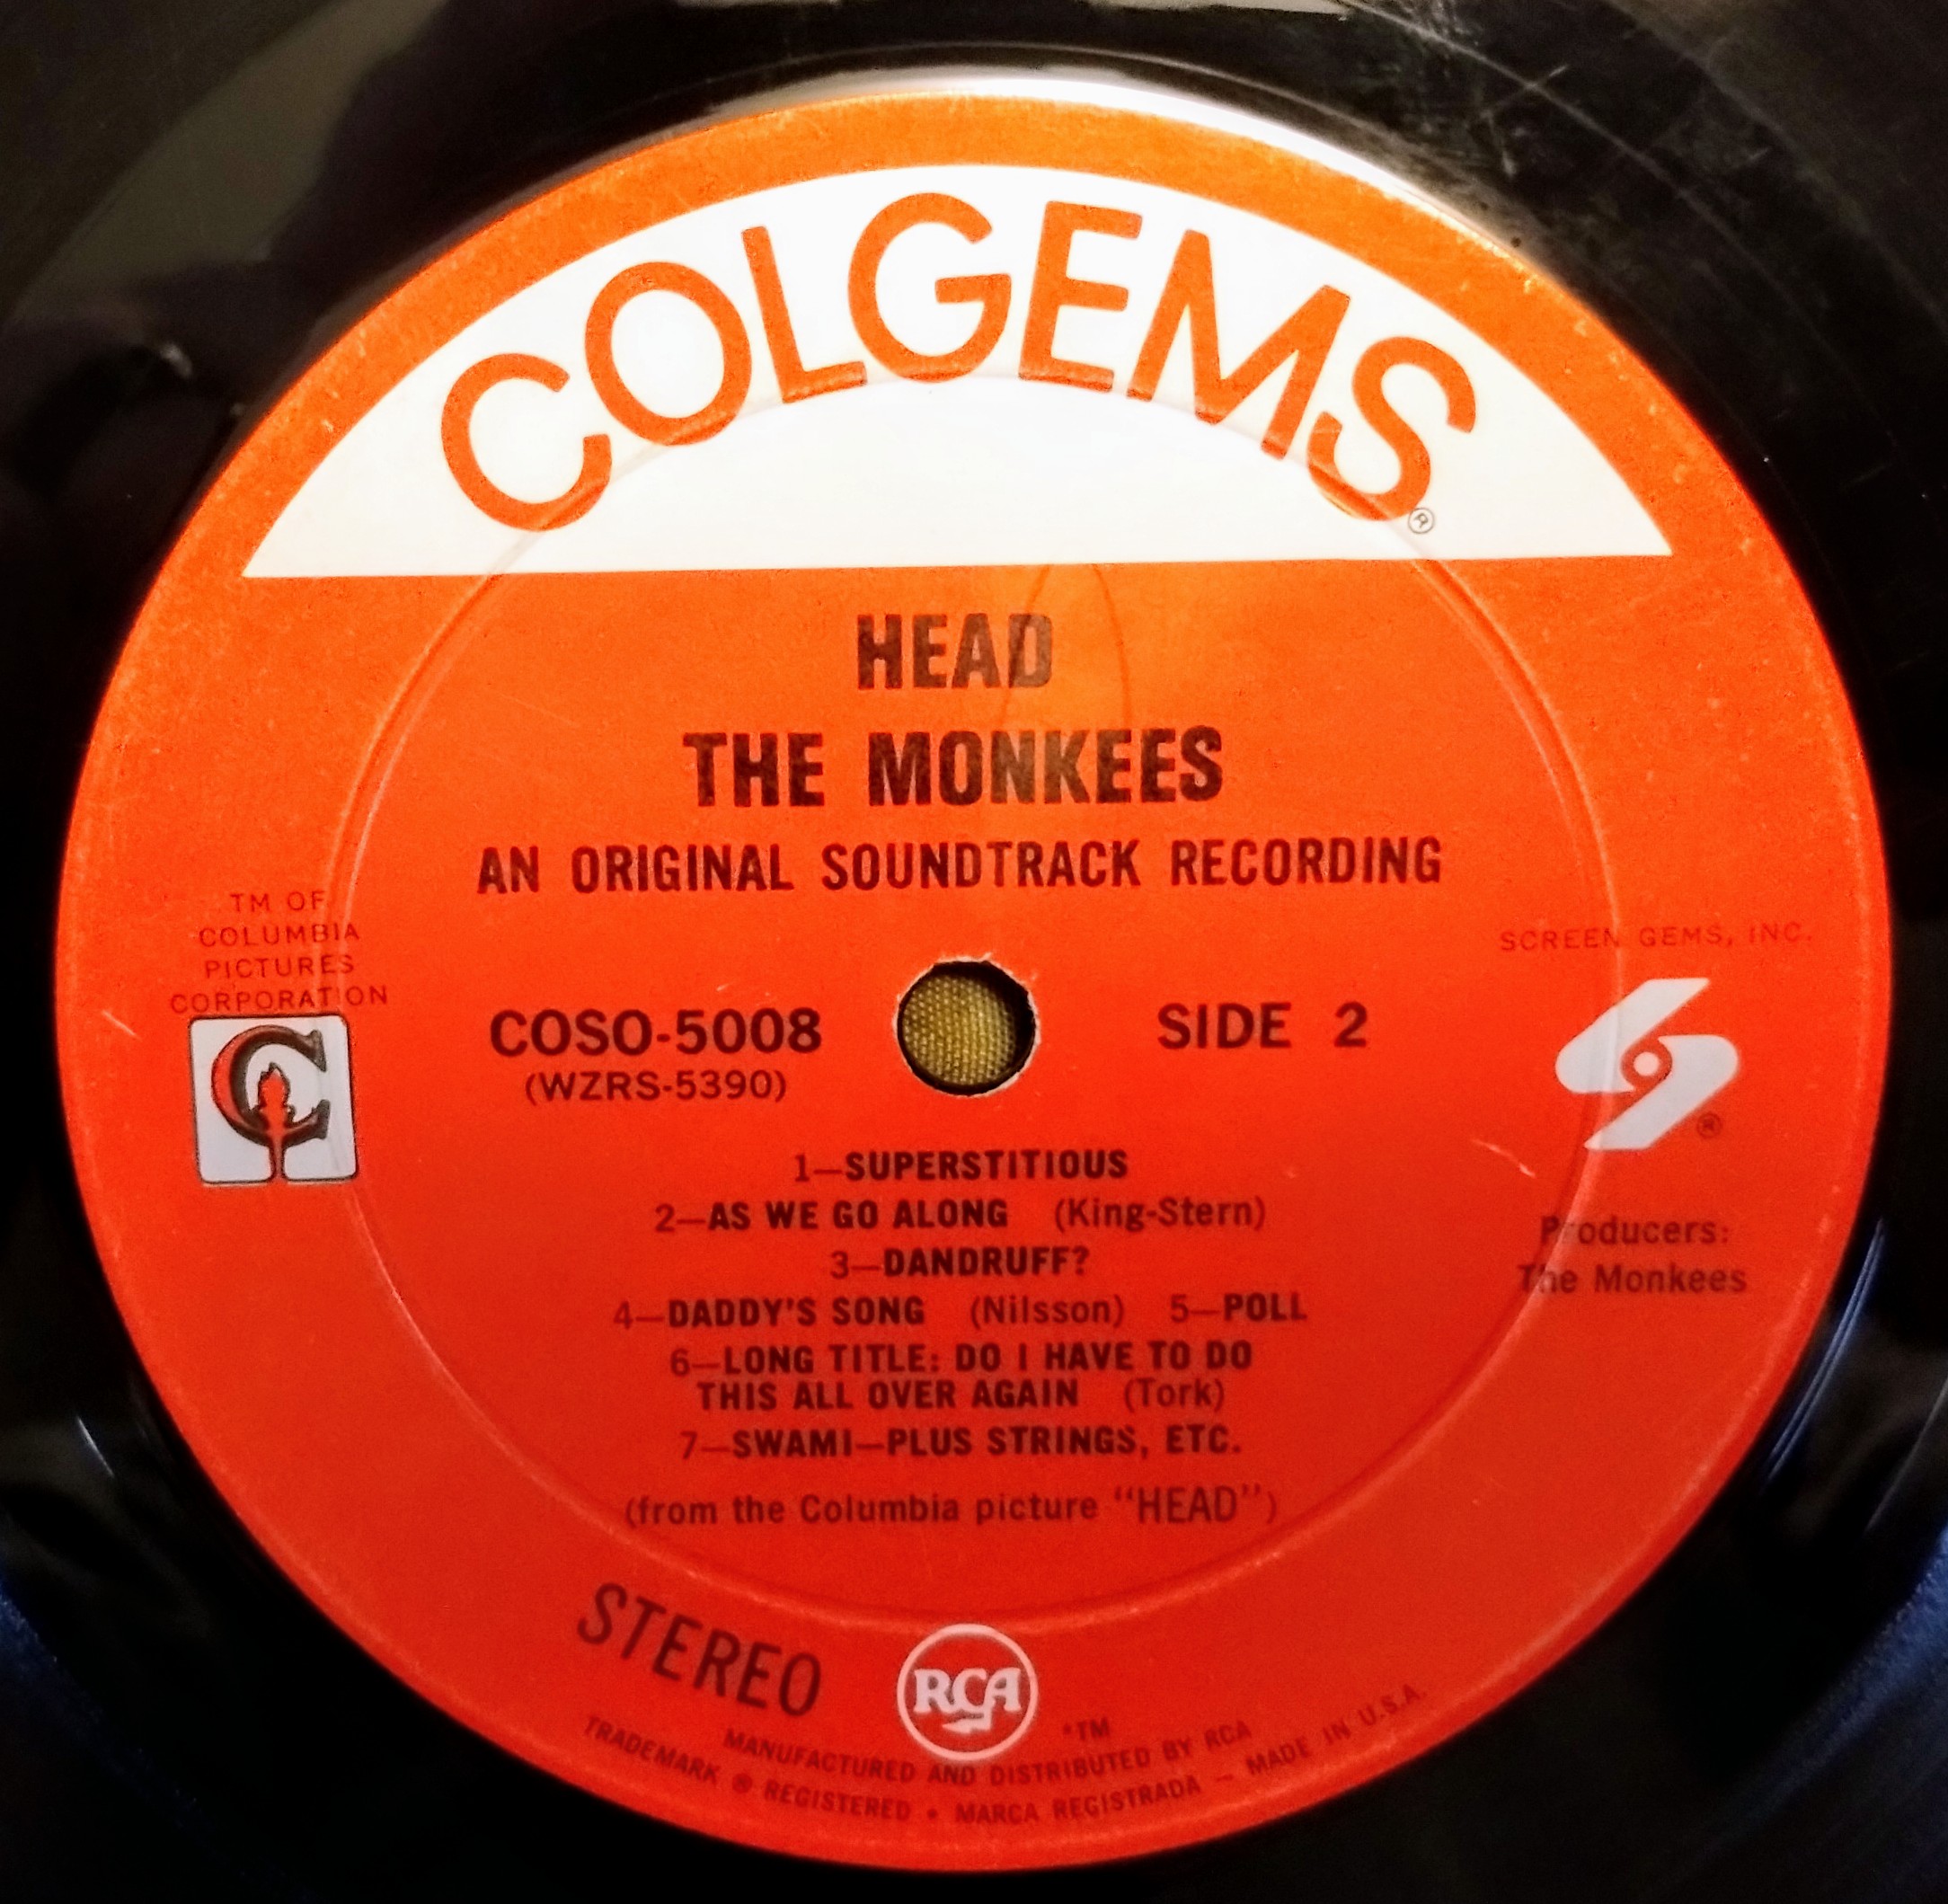 COLGEMS®
HEAD
THE MONKEES
AN ORIGINAL SOUNDTRACK RECORDING
TM OF
COLUMBIA
PICTURES
CORPORATION
C
COSO-5008
(WZRS-5390)
SIDE 2
SCREEN GEMS, INC.
®
Producers:
The Monkees
1—SUPERSTITIOUS
2—AS WE GO ALONG (King-Stern)
3—DANDRUFF?
4—DADDY'S SONG (Nilsson) 5—POLL
6—LONG TITLE: DO I HAVE TO DO
THIS ALL OVER AGAIN (Tork)
7—SWAMI—PLUS STRINGS, ETC.
(from the Columbia picture "HEAD")
STEREO
RCA
*TM
MANUFACTURED AND DISTRIBUTED BY RCA
TRADEMARK ® REGISTERED • MARCA REGISTRADA — MADE IN U.S.A.